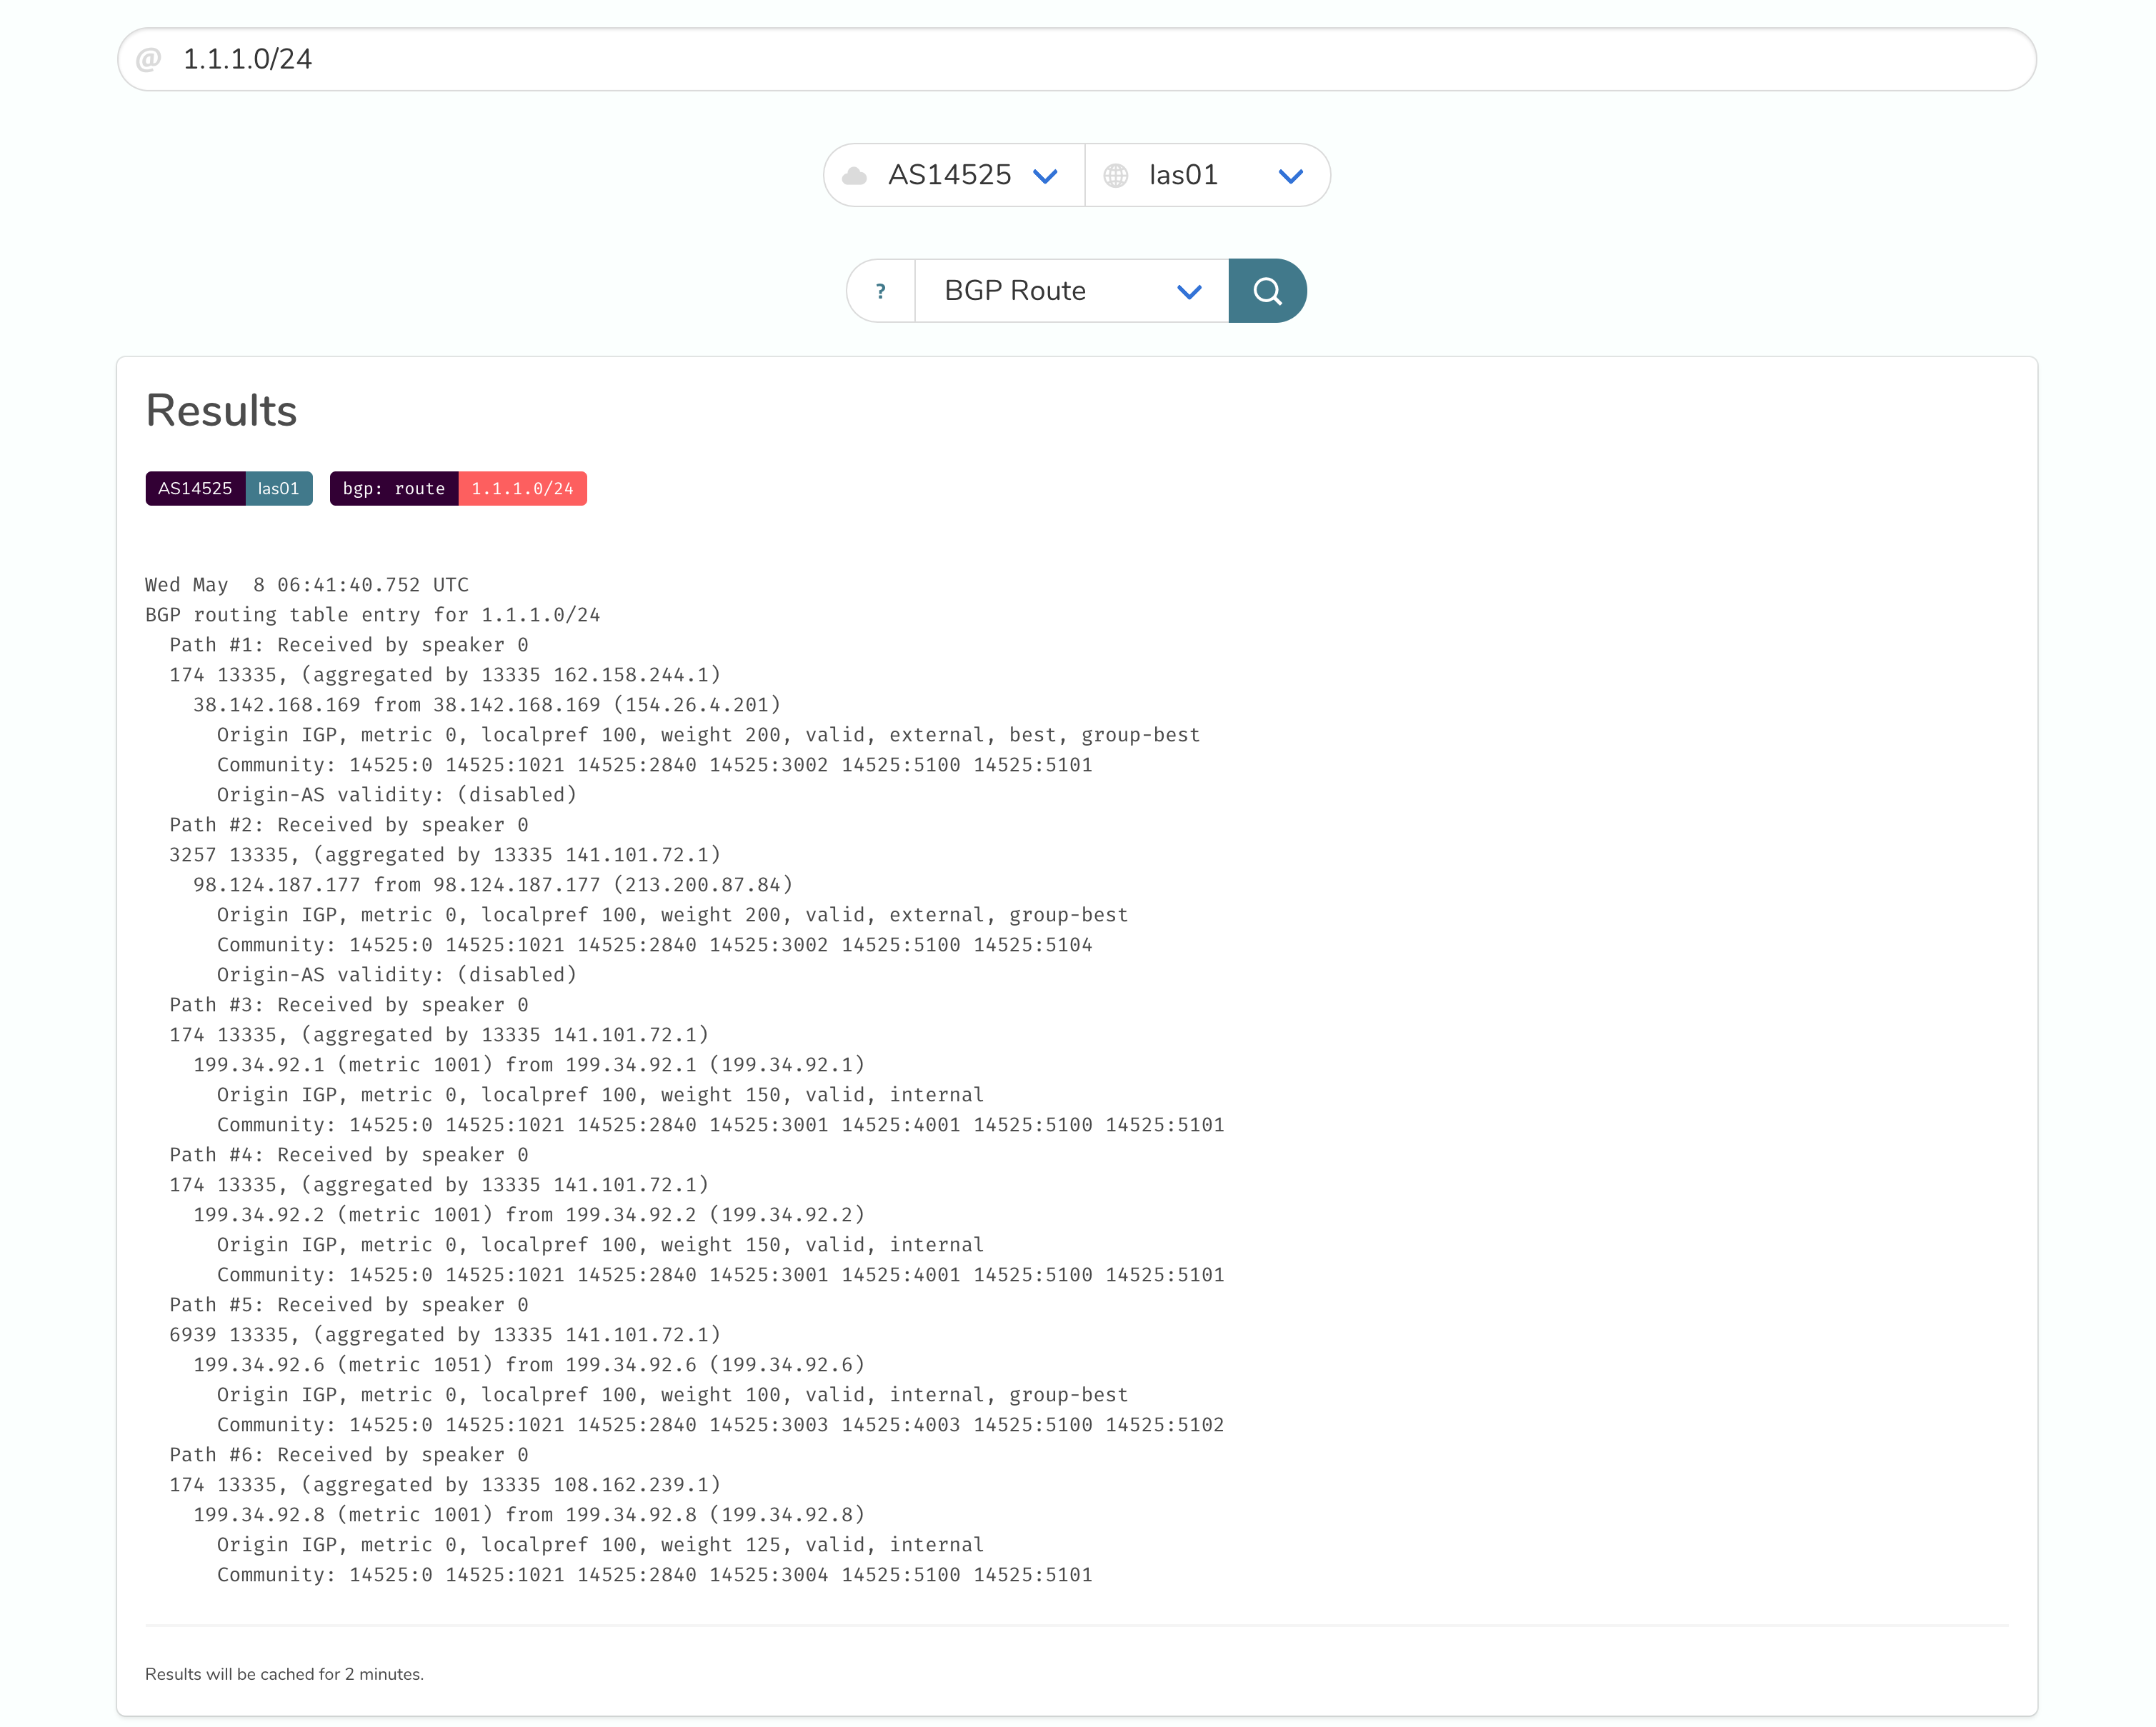 @ 1.1.1.0/24
AS14525 las01
? BGP Route
Results
AS14525 las01 bgp: route 1.1.1.0/24
Wed May  8 06:41:40.752 UTC
BGP routing table entry for 1.1.1.0/24
  Path #1: Received by speaker 0
  174 13335, (aggregated by 13335 162.158.244.1)
    38.142.168.169 from 38.142.168.169 (154.26.4.201)
      Origin IGP, metric 0, localpref 100, weight 200, valid, external, best, group-best
      Community: 14525:0 14525:1021 14525:2840 14525:3002 14525:5100 14525:5101
      Origin-AS validity: (disabled)
  Path #2: Received by speaker 0
  3257 13335, (aggregated by 13335 141.101.72.1)
    98.124.187.177 from 98.124.187.177 (213.200.87.84)
      Origin IGP, metric 0, localpref 100, weight 200, valid, external, group-best
      Community: 14525:0 14525:1021 14525:2840 14525:3002 14525:5100 14525:5104
      Origin-AS validity: (disabled)
  Path #3: Received by speaker 0
  174 13335, (aggregated by 13335 141.101.72.1)
    199.34.92.1 (metric 1001) from 199.34.92.1 (199.34.92.1)
      Origin IGP, metric 0, localpref 100, weight 150, valid, internal
      Community: 14525:0 14525:1021 14525:2840 14525:3001 14525:4001 14525:5100 14525:5101
  Path #4: Received by speaker 0
  174 13335, (aggregated by 13335 141.101.72.1)
    199.34.92.2 (metric 1001) from 199.34.92.2 (199.34.92.2)
      Origin IGP, metric 0, localpref 100, weight 150, valid, internal
      Community: 14525:0 14525:1021 14525:2840 14525:3001 14525:4001 14525:5100 14525:5101
  Path #5: Received by speaker 0
  6939 13335, (aggregated by 13335 141.101.72.1)
    199.34.92.6 (metric 1051) from 199.34.92.6 (199.34.92.6)
      Origin IGP, metric 0, localpref 100, weight 100, valid, internal, group-best
      Community: 14525:0 14525:1021 14525:2840 14525:3003 14525:4003 14525:5100 14525:5102
  Path #6: Received by speaker 0
  174 13335, (aggregated by 13335 108.162.239.1)
    199.34.92.8 (metric 1001) from 199.34.92.8 (199.34.92.8)
      Origin IGP, metric 0, localpref 100, weight 125, valid, internal
      Community: 14525:0 14525:1021 14525:2840 14525:3004 14525:5100 14525:5101
Results will be cached for 2 minutes.